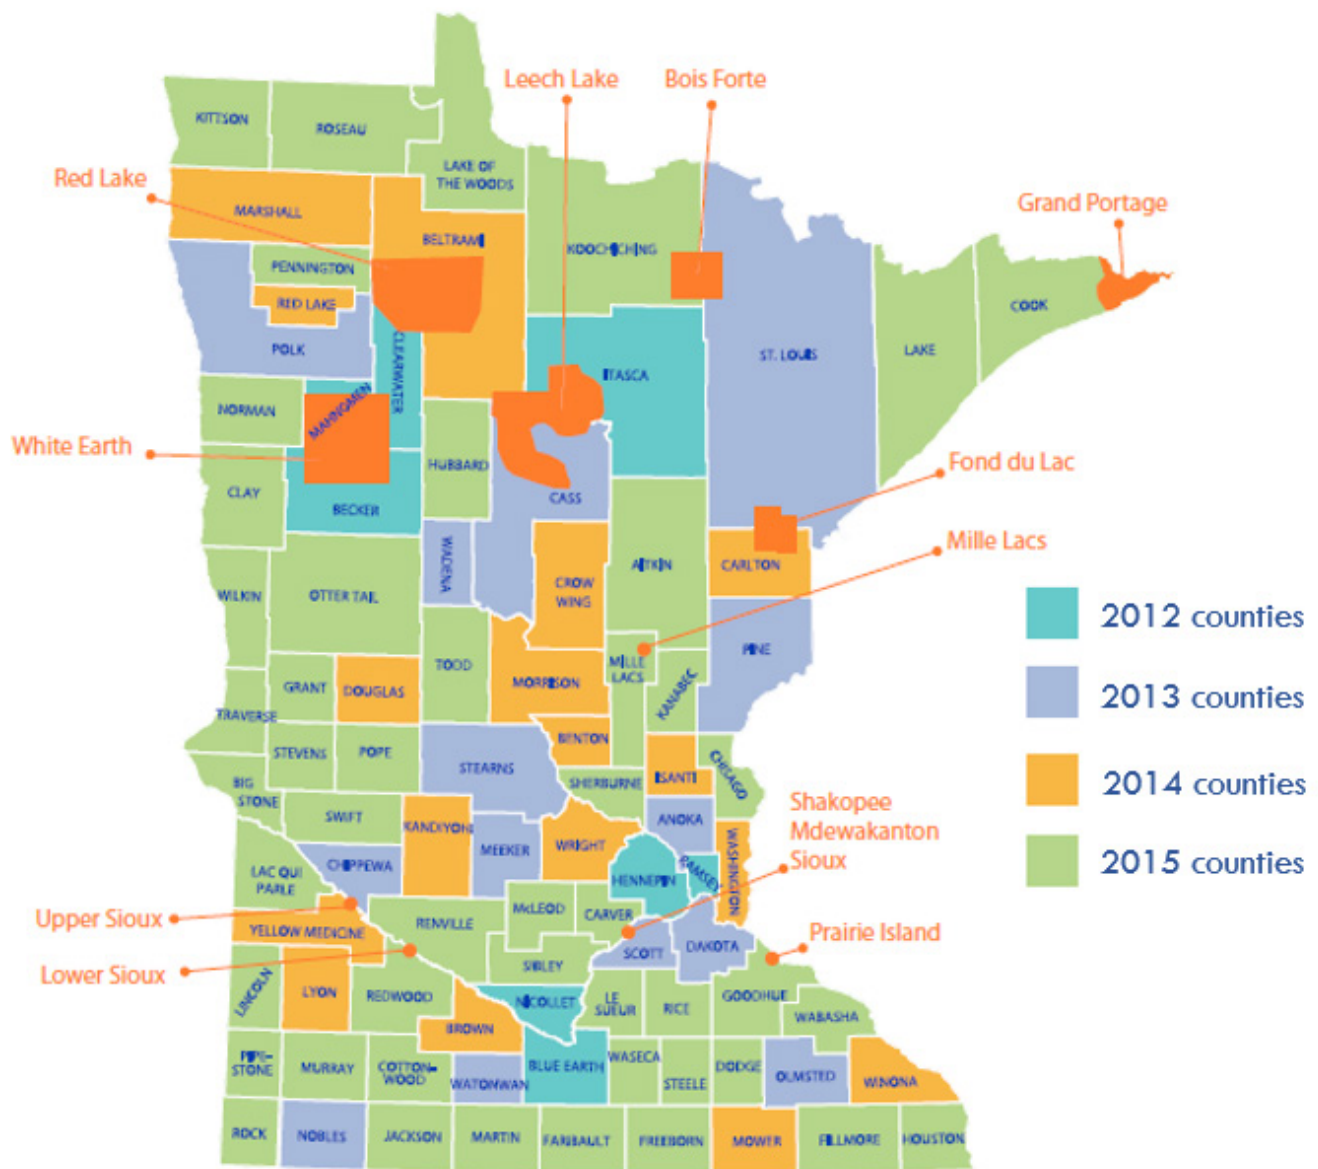 Leech Lake
Bois Forte
KITTSON
ROSEAU
LAKE OF
THE WOODS
Red Lake
Grand Portage
MARSHALL
BELTRAMI
KOOCHICHING
PENNINGTON
RED LAKE
COOK
POLK
CLEARWATER
ITASCA
ST. LOUIS
LAKE
NORMAN
MAHNOMEN
White Earth
HUBBARD
Fond du Lac
CLAY
BECKER
CASS
Mille Lacs
WADENA
AITKIN
CARLTON
WILKIN
OTTER TAIL
CROW
WING
2012 counties
PINE
TODD
MILLE
LACS
GRANT
DOUGLAS
MORRISON
KANABEC
2013 counties
TRAVERSE
STEVENS
POPE
BENTON
STEARNS
ISANTI
CHISAGO
BIG
STONE
SHERBURNE
2014 counties
SWIFT
KANDIYOHI
ANOKA
Shakopee
Mdewakanton
Sioux
MEEKER
WRIGHT
WASHINGTON
CHIPPEWA
LAC QUI
PARLE
HENNEPIN
RAMSEY
2015 counties
Upper Sioux
McLEOD
CARVER
RENVILLE
YELLOW MEDICINE
Prairie Island
SCOTT
DAKOTA
Lower Sioux
SIBLEY
LINCOLN
LYON
REDWOOD
NICOLLET
LE
SUEUR
RICE
GOODHUE
WABASHA
BROWN
PIPE-
STONE
MURRAY
COTTON-
WOOD
WATONWAN
BLUE EARTH
WASECA
STEELE
DODGE
OLMSTED
WINONA
ROCK
NOBLES
JACKSON
MARTIN
FARIBAULT
FREEBORN
MOWER
FILLMORE
HOUSTON